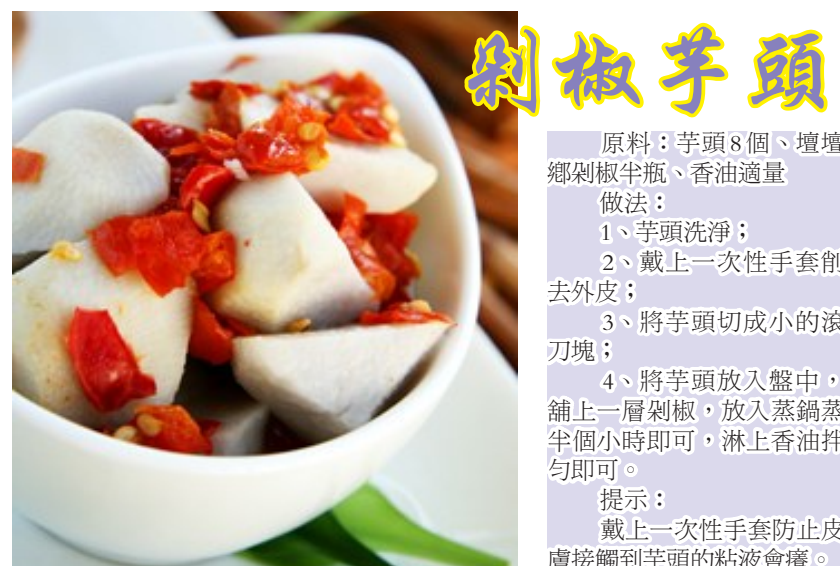 剁椒芋頭
原料：芋頭8個、壇壇
鄉剁椒半瓶、香油適量
做法：
1、芋頭洗淨；
2、戴上一次性手套削
去外皮；
3、將芋頭切成小的滾
刀塊；
4、將芋頭放入盤中，
舖上一層剁椒，放入蒸鍋蒸
半個小時即可，淋上香油拌
勻即可。
提示：
戴上一次性手套防止皮
膚接觸到芋頭的粘液會癢。